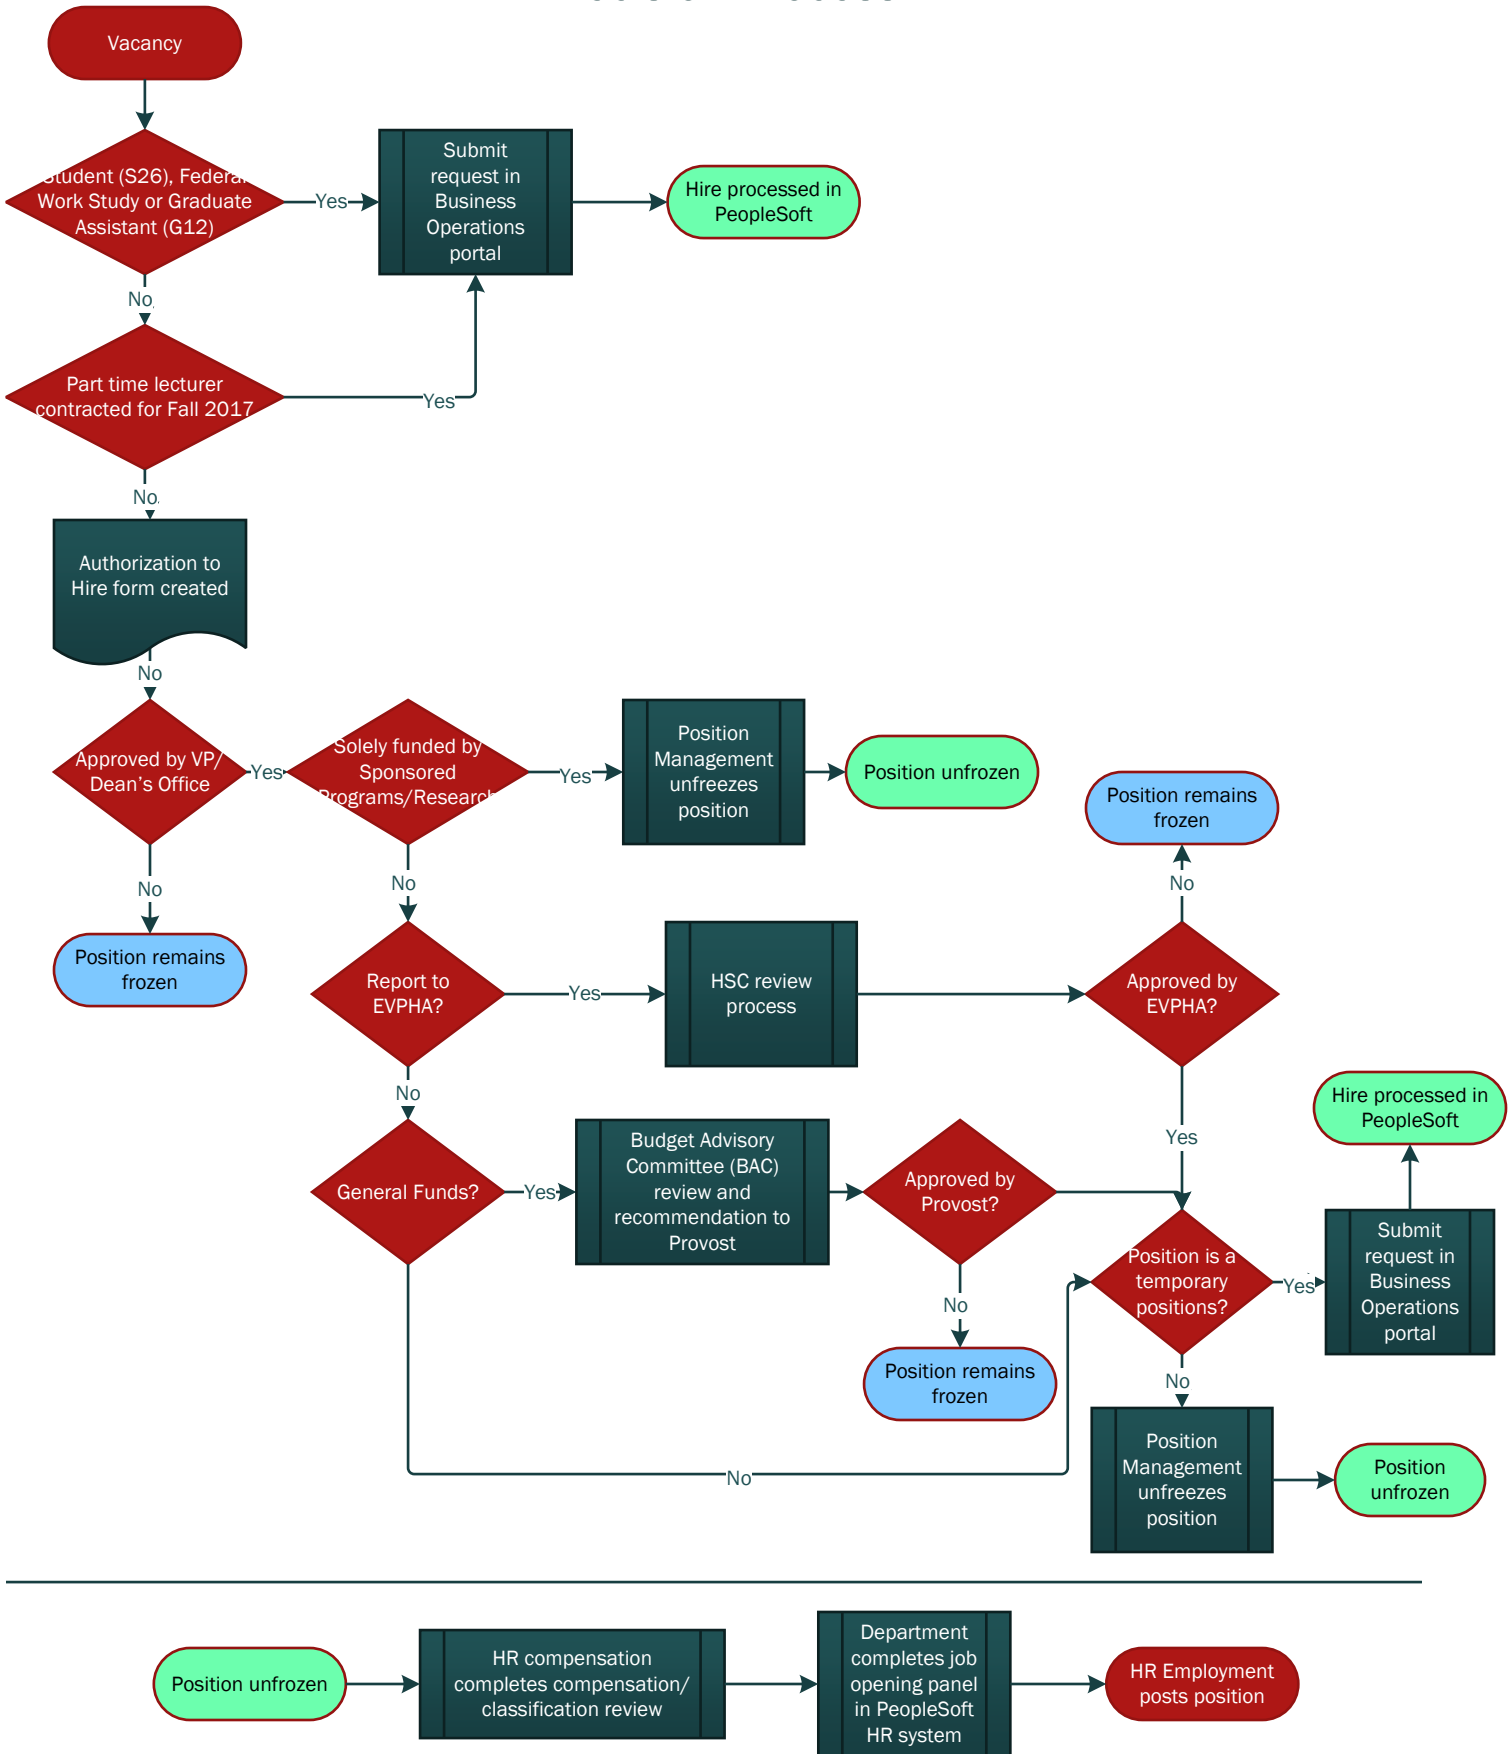 Vacancy
Student (S26), Federal
Work Study or Graduate
Assistant (G12)
Yes
Submit
request in
Business
Operations
portal
Hire processed in
PeopleSoft
No
Part time lecturer
contracted for Fall 2017
Yes
No
Authorization to
Hire form created
No
Approved by VP/
Dean's Office
Yes
Solely funded by
Sponsored
Programs/Research
Yes
Position
Management
unfreezes
position
Position unfrozen
Position remains
frozen
No
No
No
Position remains
frozen
Report to
EVPHA?
Yes
HSC review
process
Approved by
EVPHA?
No
Yes
Hire processed in
PeopleSoft
General Funds?
Yes
Budget Advisory
Committee (BAC)
review and
recommendation to
Provost
Approved by
Provost?
Position is a
temporary
positions?
Yes
Submit
request in
Business
Operations
portal
No
Position remains
frozen
No
No
Position
Management
unfreezes
position
Position
unfrozen
Position unfrozen
HR compensation
completes compensation/
classification review
Department
completes job
opening panel
in PeopleSoft
HR system
HR Employment
posts position